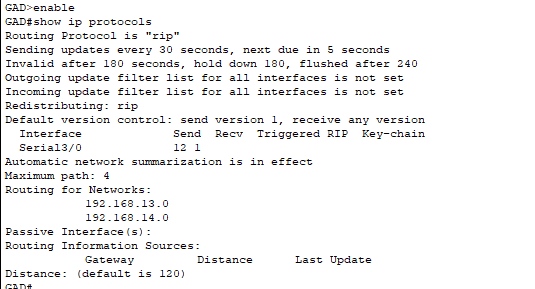 GAD>enable
GAD#show ip protocols
Routing Protocol is "rip"
Sending updates every 30 seconds, next due in 5 seconds
Invalid after 180 seconds, hold down 180, flushed after 240
Outgoing update filter list for all interfaces is not set
Incoming update filter list for all interfaces is not set
Redistributing: rip
Default version control: send version 1, receive any version
  Interface             Send  Recv  Triggered RIP  Key-chain
  Serial3/0             12 1
Automatic network summarization is in effect
Maximum path: 4
Routing for Networks:
            192.168.13.0
            192.168.14.0
Passive Interface(s):
Routing Information Sources:
            Gateway         Distance      Last Update
Distance: (default is 120)
GAD#